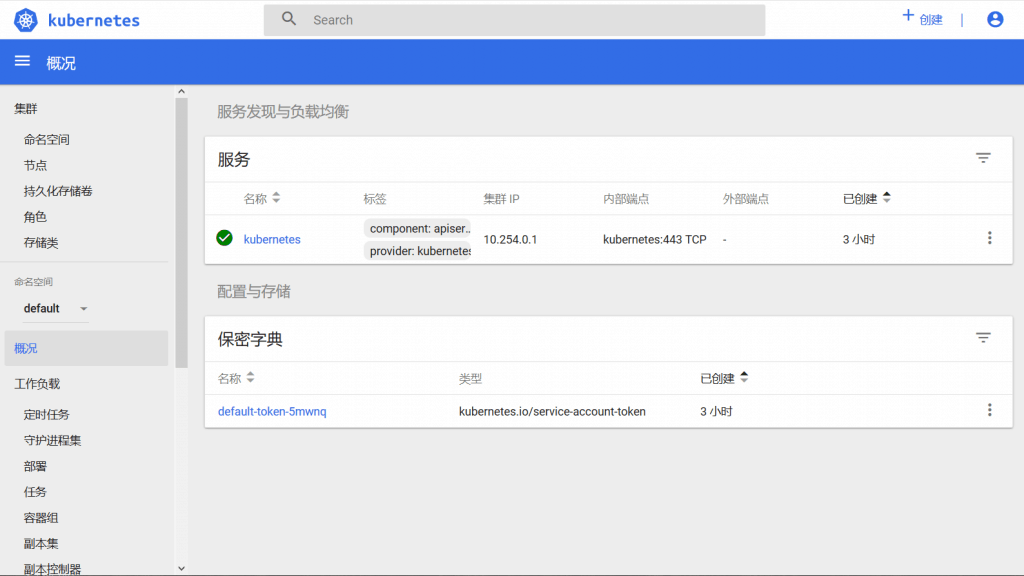 kubernetes
Search
创建
概况
集群
命名空间
节点
持久化存储卷
角色
存储类
命名空间
default
概况
工作负载
定时任务
守护进程集
部署
任务
容器组
副本集
副本控制器
服务发现与负载均衡
服务
名称 标签 集群 IP 内部端点 外部端点 已创建
kubernetes component: apiser.. provider: kubernetes 10.254.0.1 kubernetes:443 TCP - 3 小时
配置与存储
保密字典
名称 类型 已创建
default-token-5mwnq kubernetes.io/service-account-token 3 小时